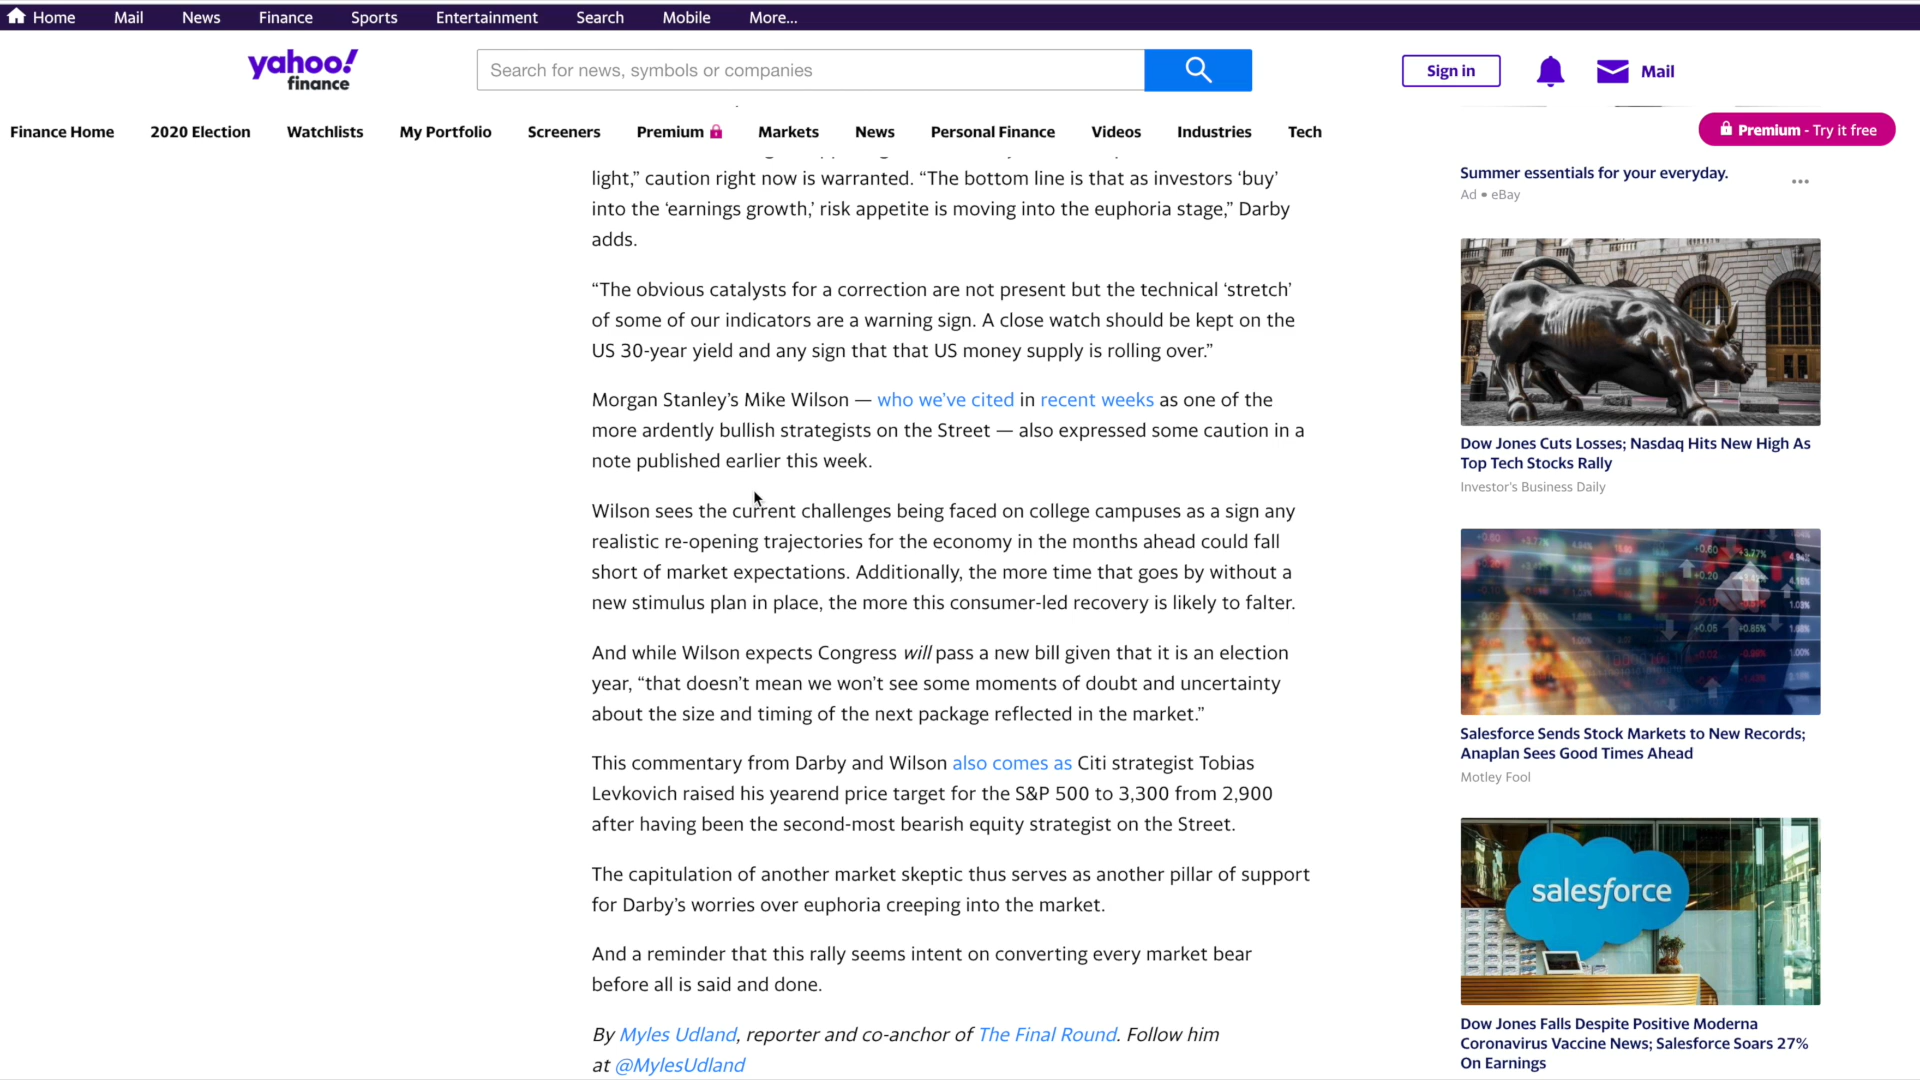 Home Mail News Finance Sports Entertainment Search Mobile More...
yahoo!
finance
Search for news, symbols or companies
Sign in
Mail
Finance Home 2020 Election Watchlists My Portfolio Screeners Premium Markets News Personal Finance Videos Industries Tech
Premium - Try it free
light,” caution right now is warranted. “The bottom line is that as investors ‘buy’
into the ‘earnings growth,’ risk appetite is moving into the euphoria stage,” Darby
adds.
“The obvious catalysts for a correction are not present but the technical ‘stretch’
of some of our indicators are a warning sign. A close watch should be kept on the
US 30-year yield and any sign that that US money supply is rolling over.”
Morgan Stanley’s Mike Wilson — who we’ve cited in recent weeks as one of the
more ardently bullish strategists on the Street — also expressed some caution in a
note published earlier this week.
Wilson sees the current challenges being faced on college campuses as a sign any
realistic re-opening trajectories for the economy in the months ahead could fall
short of market expectations. Additionally, the more time that goes by without a
new stimulus plan in place, the more this consumer-led recovery is likely to falter.
And while Wilson expects Congress will pass a new bill given that it is an election
year, “that doesn’t mean we won’t see some moments of doubt and uncertainty
about the size and timing of the next package reflected in the market.”
This commentary from Darby and Wilson also comes as Citi strategist Tobias
Levkovich raised his yearend price target for the S&P 500 to 3,300 from 2,900
after having been the second-most bearish equity strategist on the Street.
The capitulation of another market skeptic thus serves as another pillar of support
for Darby’s worries over euphoria creeping into the market.
And a reminder that this rally seems intent on converting every market bear
before all is said and done.
By Myles Udland, reporter and co-anchor of The Final Round. Follow him
at @MylesUdland
Summer essentials for your everyday.
Ad • eBay
Dow Jones Cuts Losses; Nasdaq Hits New High As
Top Tech Stocks Rally
Investor’s Business Daily
+0.60 +3.77% 4.94%
+0.20
1.03%
+0.05 +0.85%
1.00%
Salesforce Sends Stock Markets to New Records;
Anaplan Sees Good Times Ahead
Motley Fool
salesforce
Dow Jones Falls Despite Positive Moderna
Coronavirus Vaccine News; Salesforce Soars 27%
On Earnings